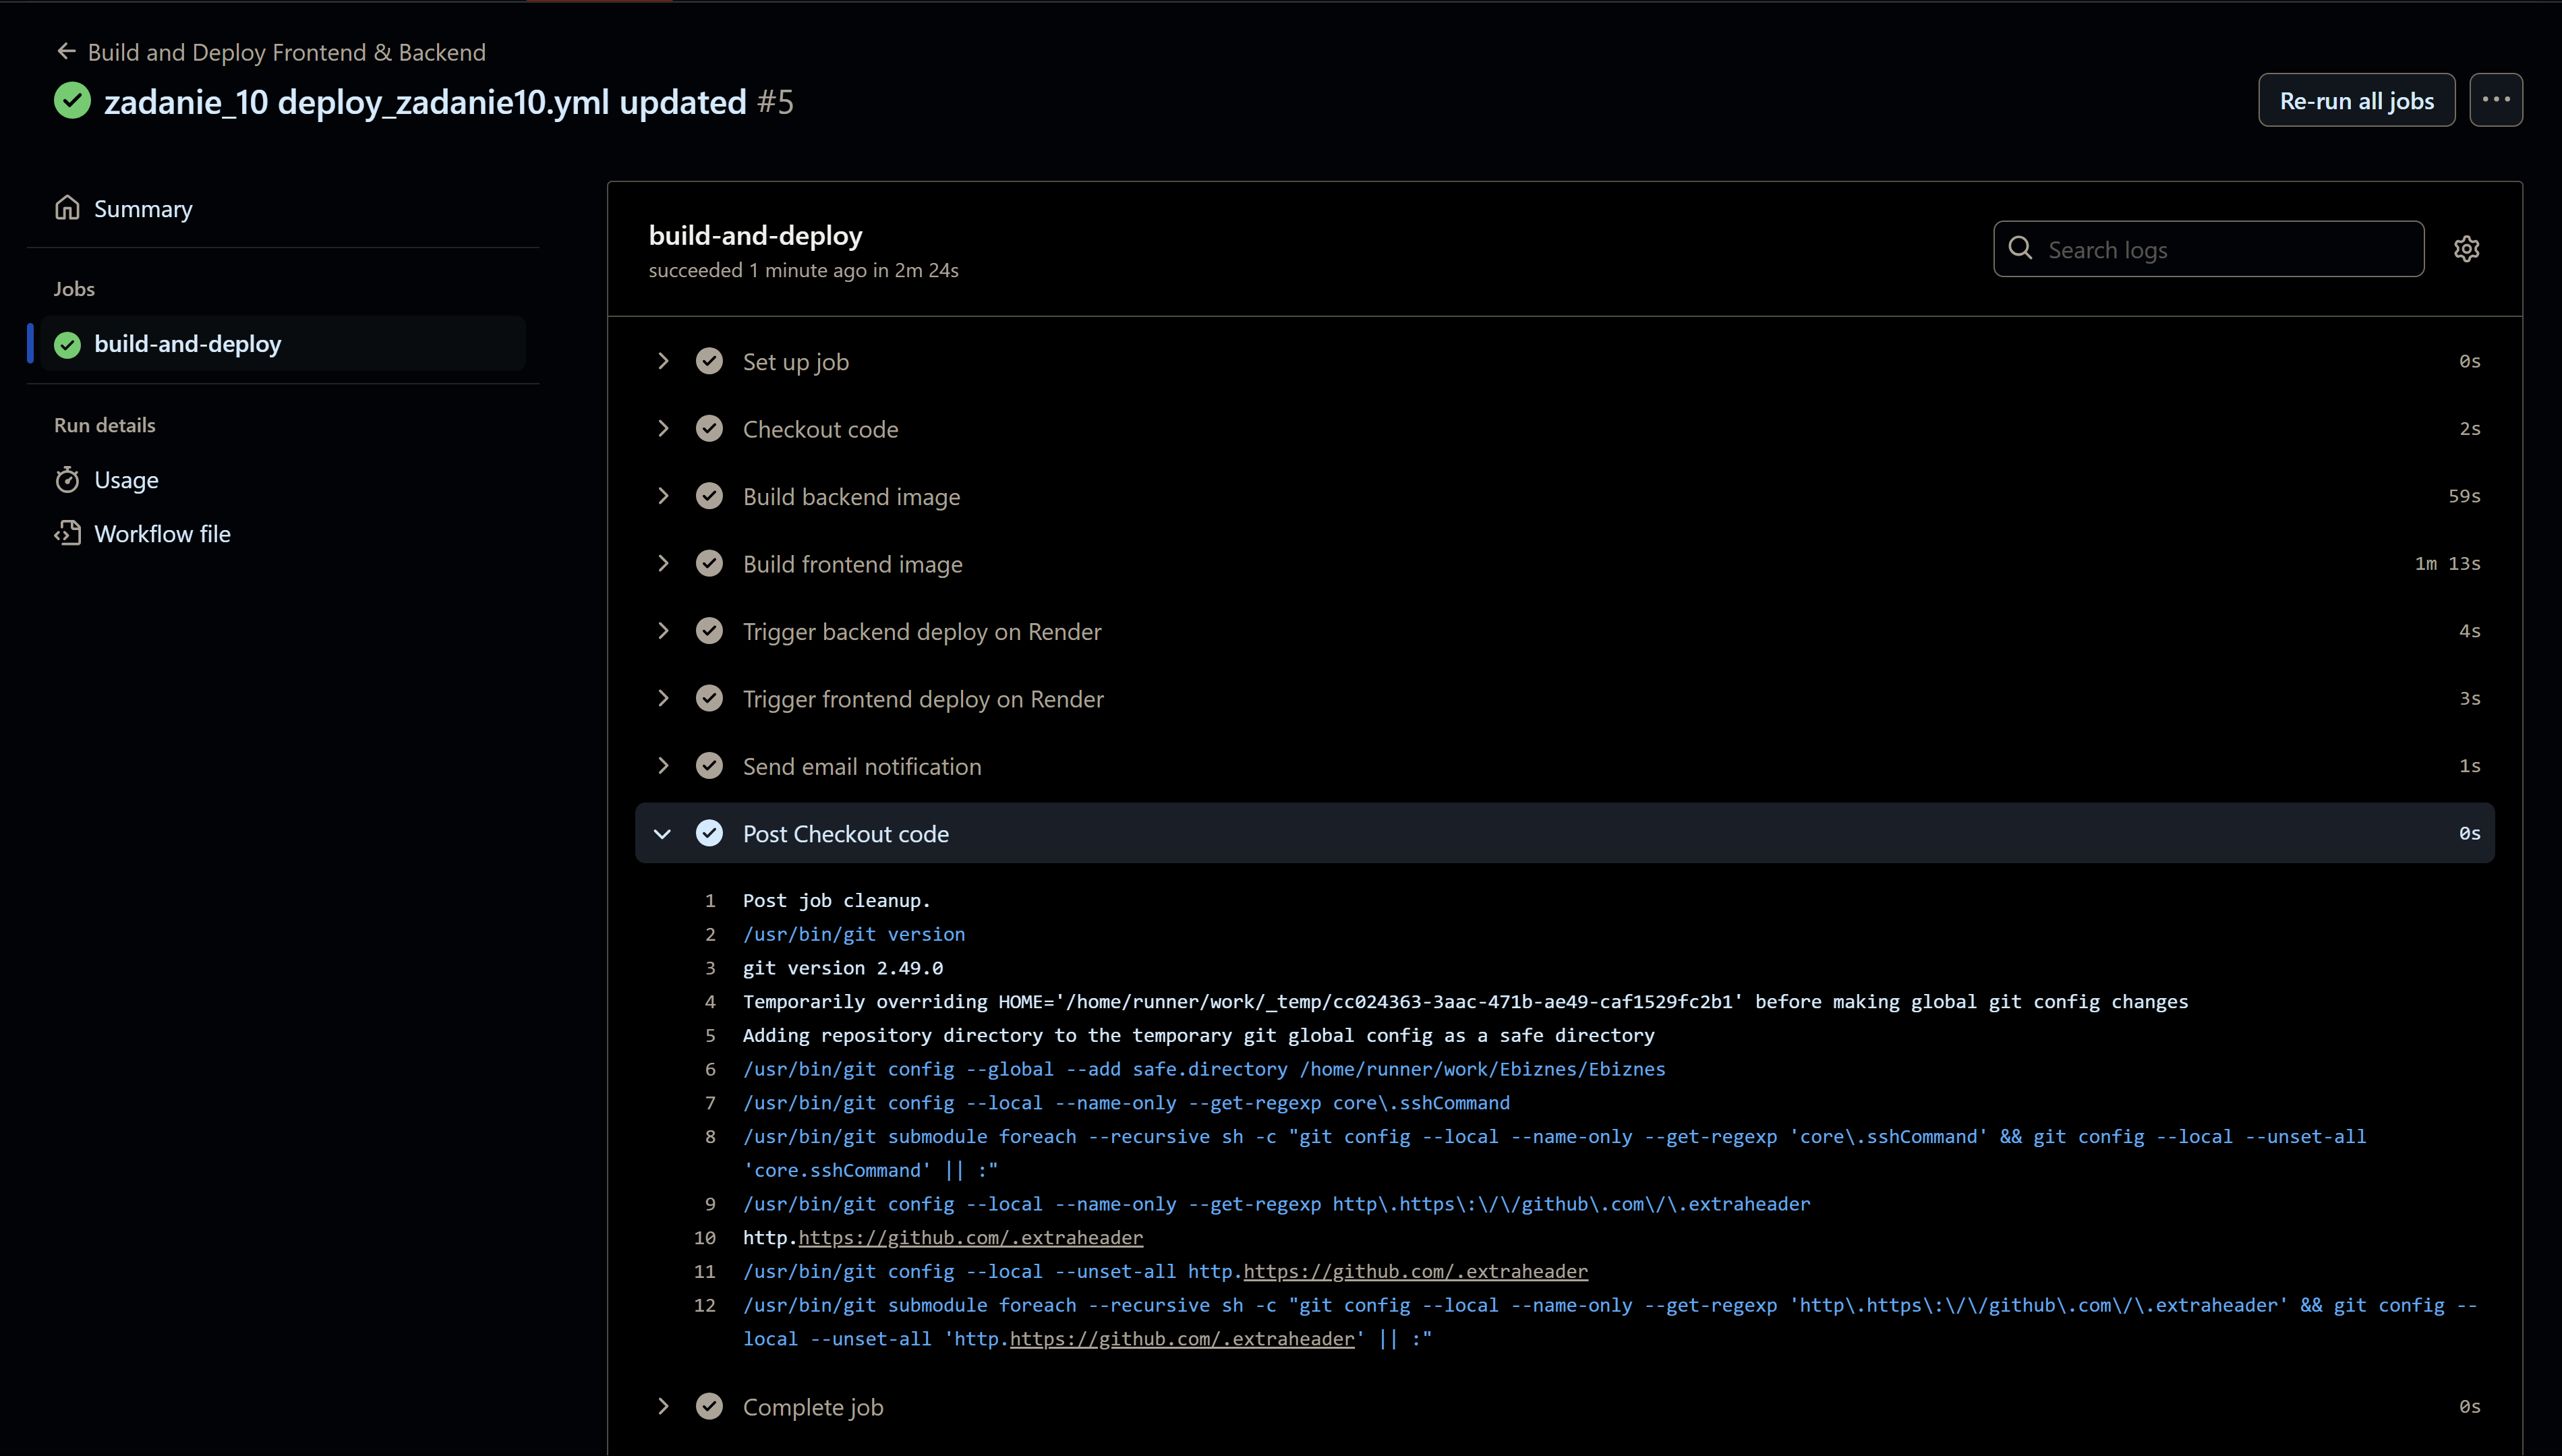 Build and Deploy Frontend & Backend
zadanie_10 deploy_zadanie10.yml updated #5
Re-run all jobs
Summary
Jobs
build-and-deploy
Run details
Usage
Workflow file
build-and-deploy
succeeded 1 minute ago in 2m 24s
Search logs
Set up job 0s
Checkout code 2s
Build backend image 59s
Build frontend image 1m 13s
Trigger backend deploy on Render 4s
Trigger frontend deploy on Render 3s
Send email notification 1s
Post Checkout code 0s
1 Post job cleanup.
2 /usr/bin/git version
3 git version 2.49.0
4 Temporarily overriding HOME='/home/runner/work/_temp/cc024363-3aac-471b-ae49-caf1529fc2b1' before making global git config changes
5 Adding repository directory to the temporary git global config as a safe directory
6 /usr/bin/git config --global --add safe.directory /home/runner/work/Ebiznes/Ebiznes
7 /usr/bin/git config --local --name-only --get-regexp core\.sshCommand
8 /usr/bin/git submodule foreach --recursive sh -c "git config --local --name-only --get-regexp 'core\.sshCommand' && git config --local --unset-all
'core.sshCommand' || :"
9 /usr/bin/git config --local --name-only --get-regexp http\.https\:\/\/github\.com\/\.extraheader
10 http.https://github.com/.extraheader
11 /usr/bin/git config --local --unset-all http.https://github.com/.extraheader
12 /usr/bin/git submodule foreach --recursive sh -c "git config --local --name-only --get-regexp 'http\.https\:\/\/github\.com\/\.extraheader' && git config --
local --unset-all 'http.https://github.com/.extraheader' || :"
Complete job 0s